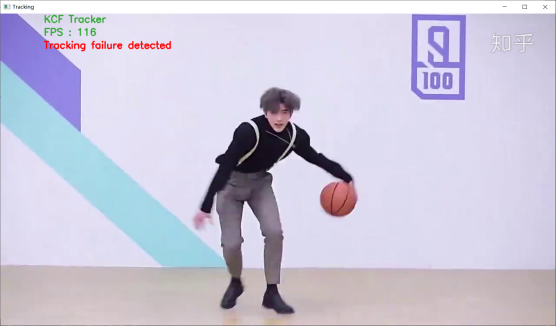 Tracking
KCF Tracker
FPS : 116
Tracking failure detected
100
知乎